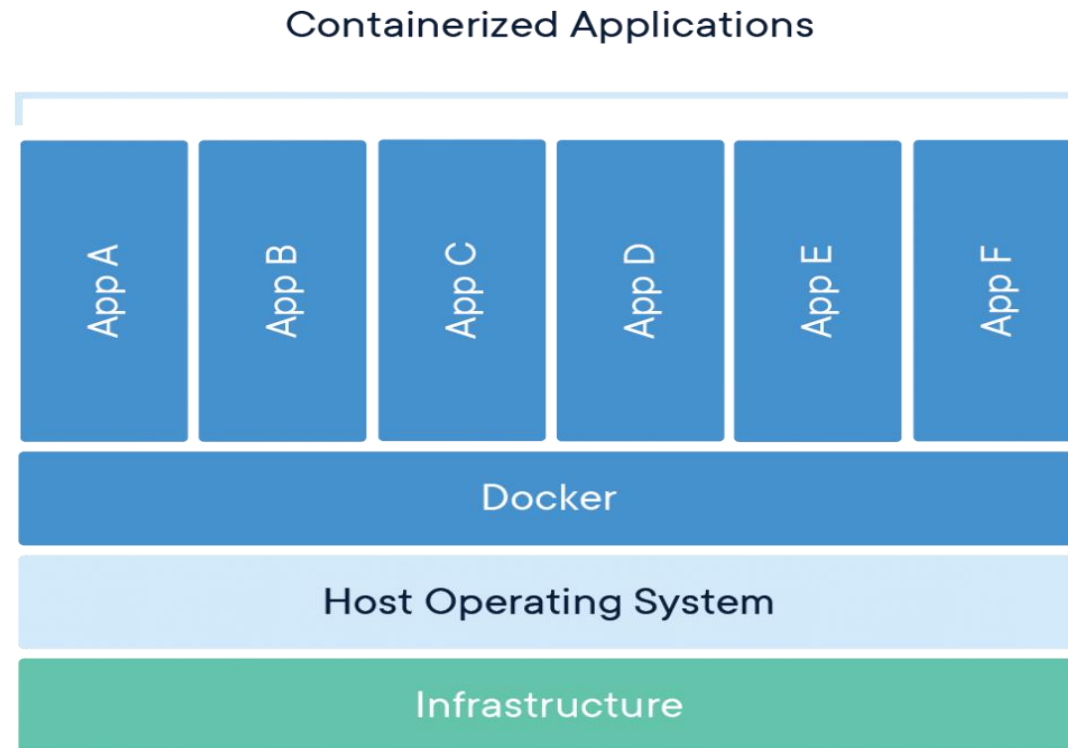 Containerized Applications
App A
App B
App C
App D
App E
App F
Docker
Host Operating System
Infrastructure